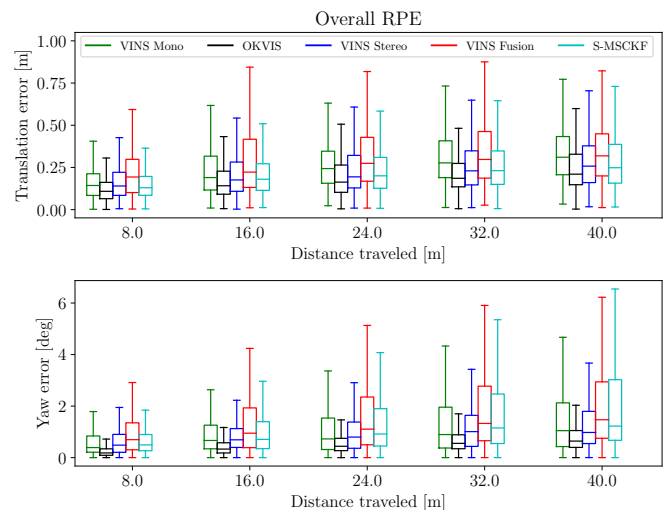 Overall RPE
VINS Mono OKVIS VINS Stereo VINS Fusion S-MSCKF
Translation error [m]
1.00
0.75
0.50
0.25
0.00
8.0 16.0 24.0 32.0 40.0
Distance traveled [m]
Yaw error [deg]
6
4
2
0
8.0 16.0 24.0 32.0 40.0
Distance traveled [m]